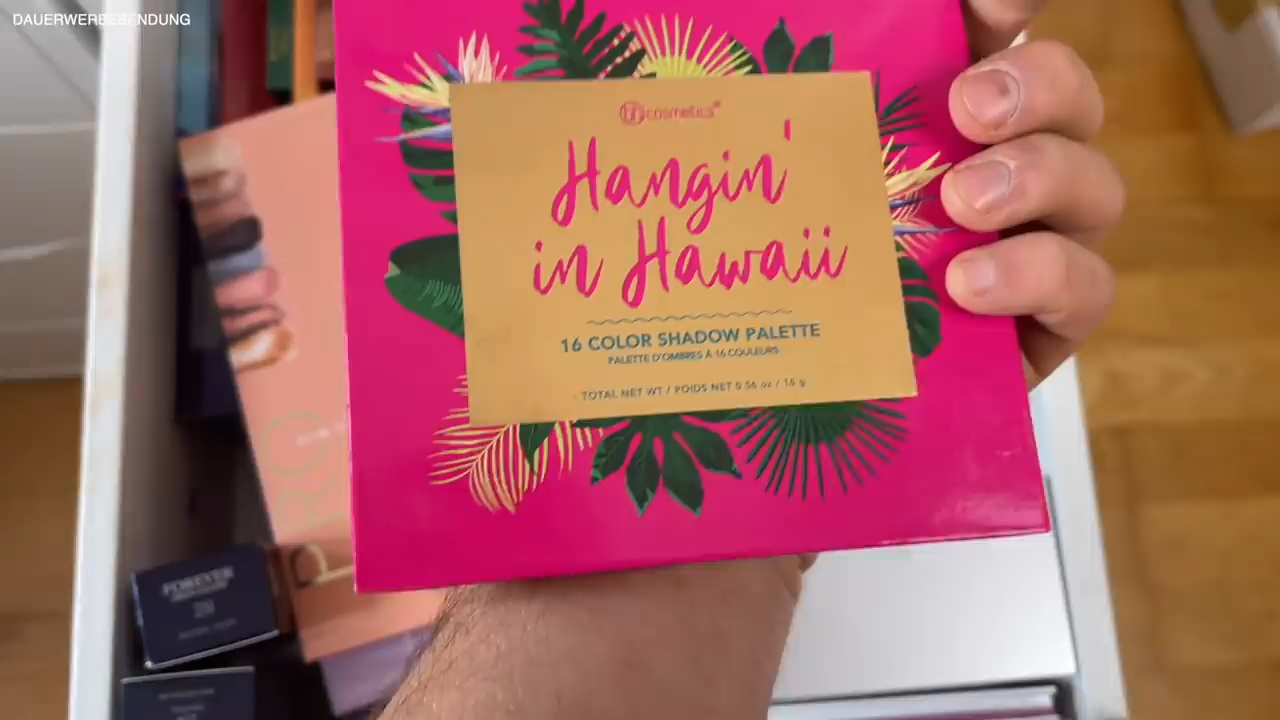 DAUERWERBESENDUNG
bh cosmetics®
Hangin'
in Hawaii
16 COLOR SHADOW PALETTE
PALETTE D'OMBRES À 16 COULEURS
TOTAL NET WT / POIDS NET 0.56 oz / 16 g
FOREVER